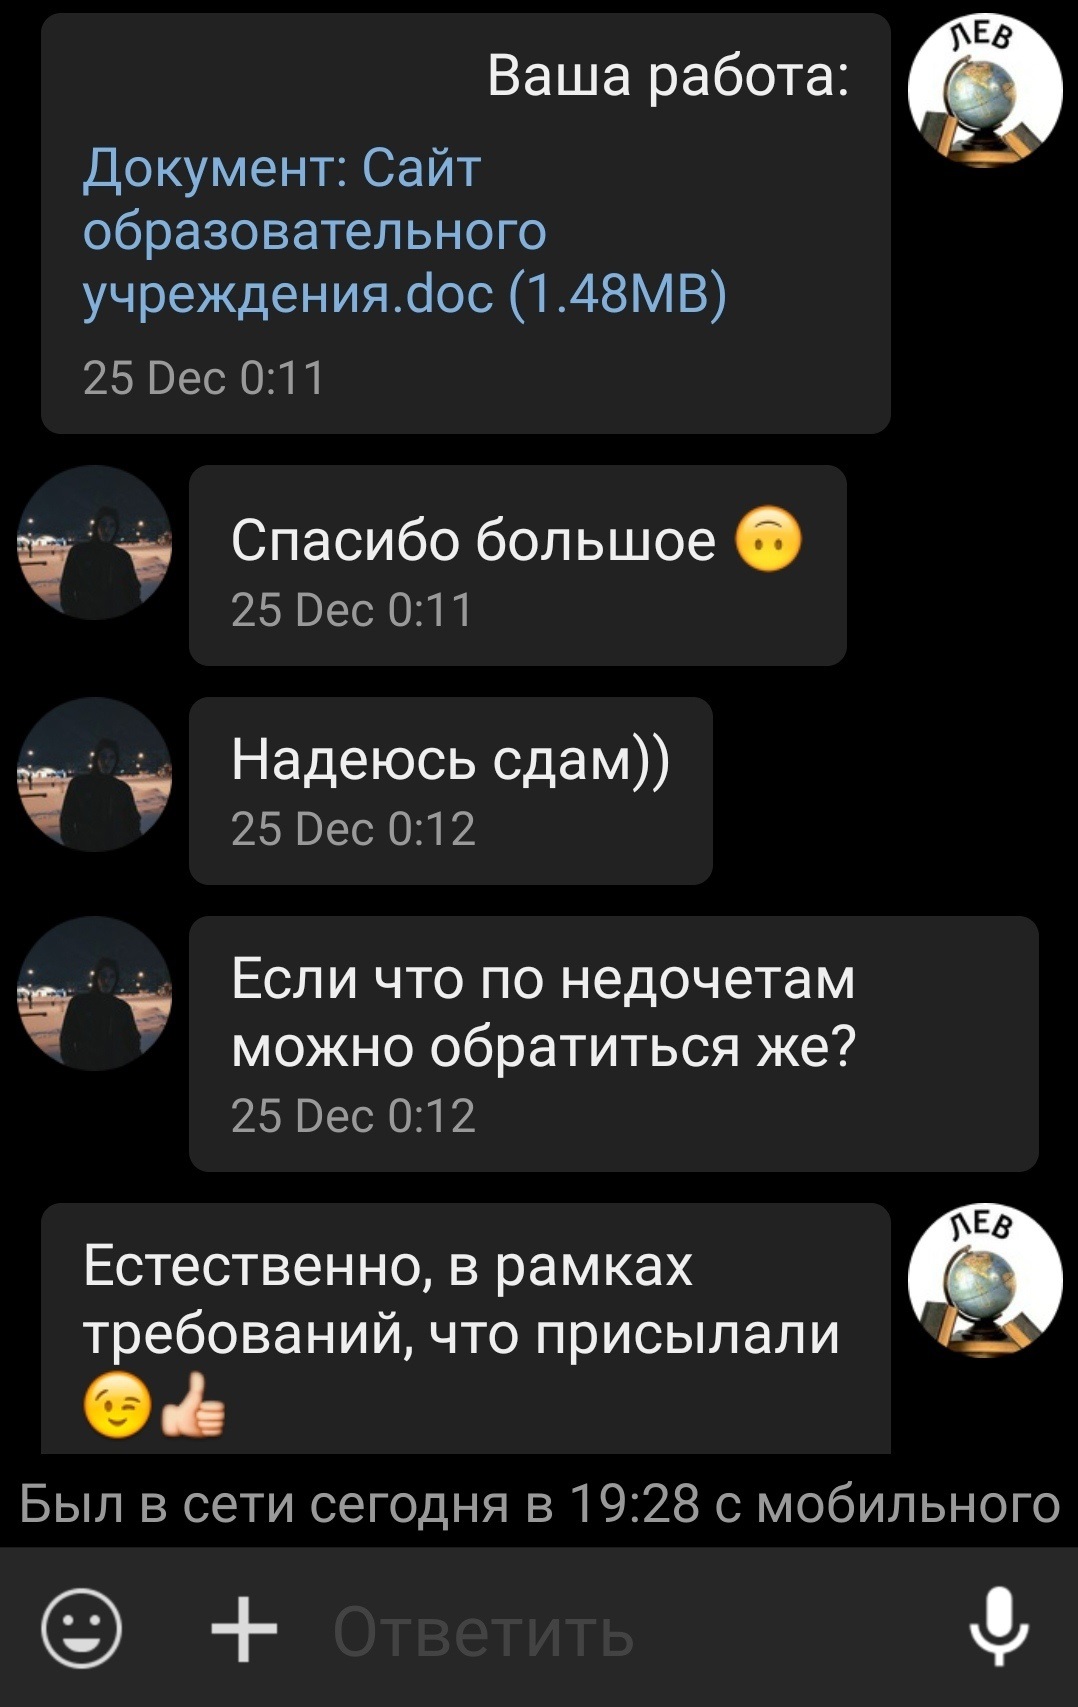 ЛЕВ
Ваша работа:
Документ: Сайт
образовательного
учреждения.doc (1.48MB)
25 Dec 0:11
Спасибо большое 🙃
25 Dec 0:11
Надеюсь сдам))
25 Dec 0:12
Если что по недочетам
можно обратиться же?
25 Dec 0:12
ЛЕВ
Естественно, в рамках
требований, что присылали
😉👍
Был в сети сегодня в 19:28 с мобильного
Ответить